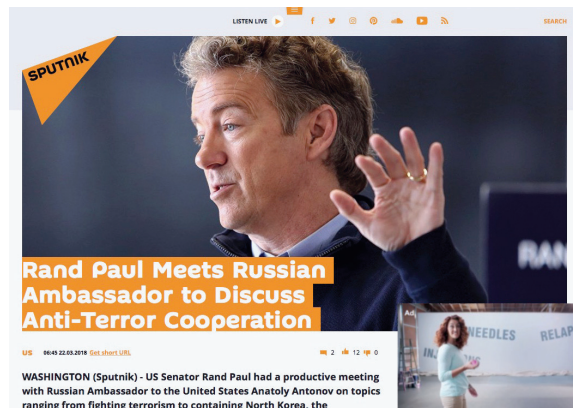 LISTEN LIVE
SEARCH
SPUTNIK
RAN
Rand Paul Meets Russian
Ambassador to Discuss
Anti-Terror Cooperation
US 06:45 22.03.2018 Get short URL 2 12 0
Ad
NEEDLES RELAP
WASHINGTON (Sputnik) - US Senator Rand Paul had a productive meeting
with Russian Ambassador to the United States Anatoly Antonov on topics
ranging from fighting terrorism to containing North Korea, the